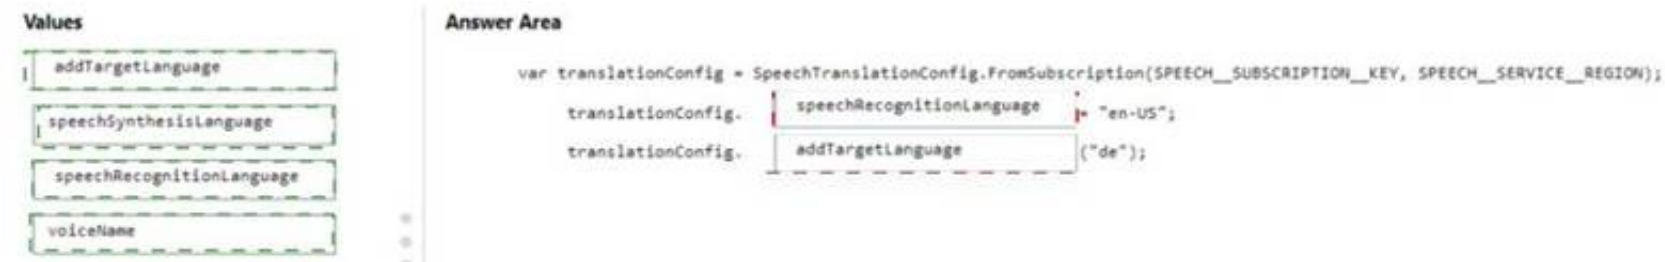 Values
addTargetLanguage
speechSynthesisLanguage
speechRecognitionLanguage
voiceName
Answer Area
var translationConfig = SpeechTranslationConfig.FromSubscription(SPEECH__SUBSCRIPTION__KEY, SPEECH__SERVICE__REGION);
translationConfig. speechRecognitionLanguage = "en-US";
translationConfig. addTargetLanguage ("de");